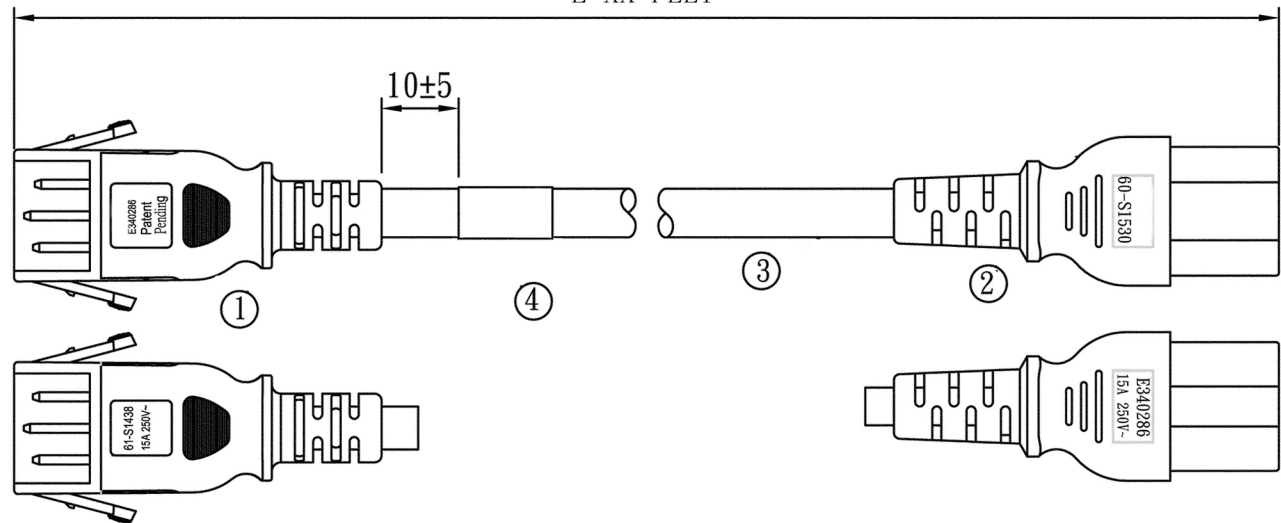 10±5
E340286
Patent
Pending
60-S1530
①
④
③
②
61-S1438
15A 250V~
E340286
15A 250V~